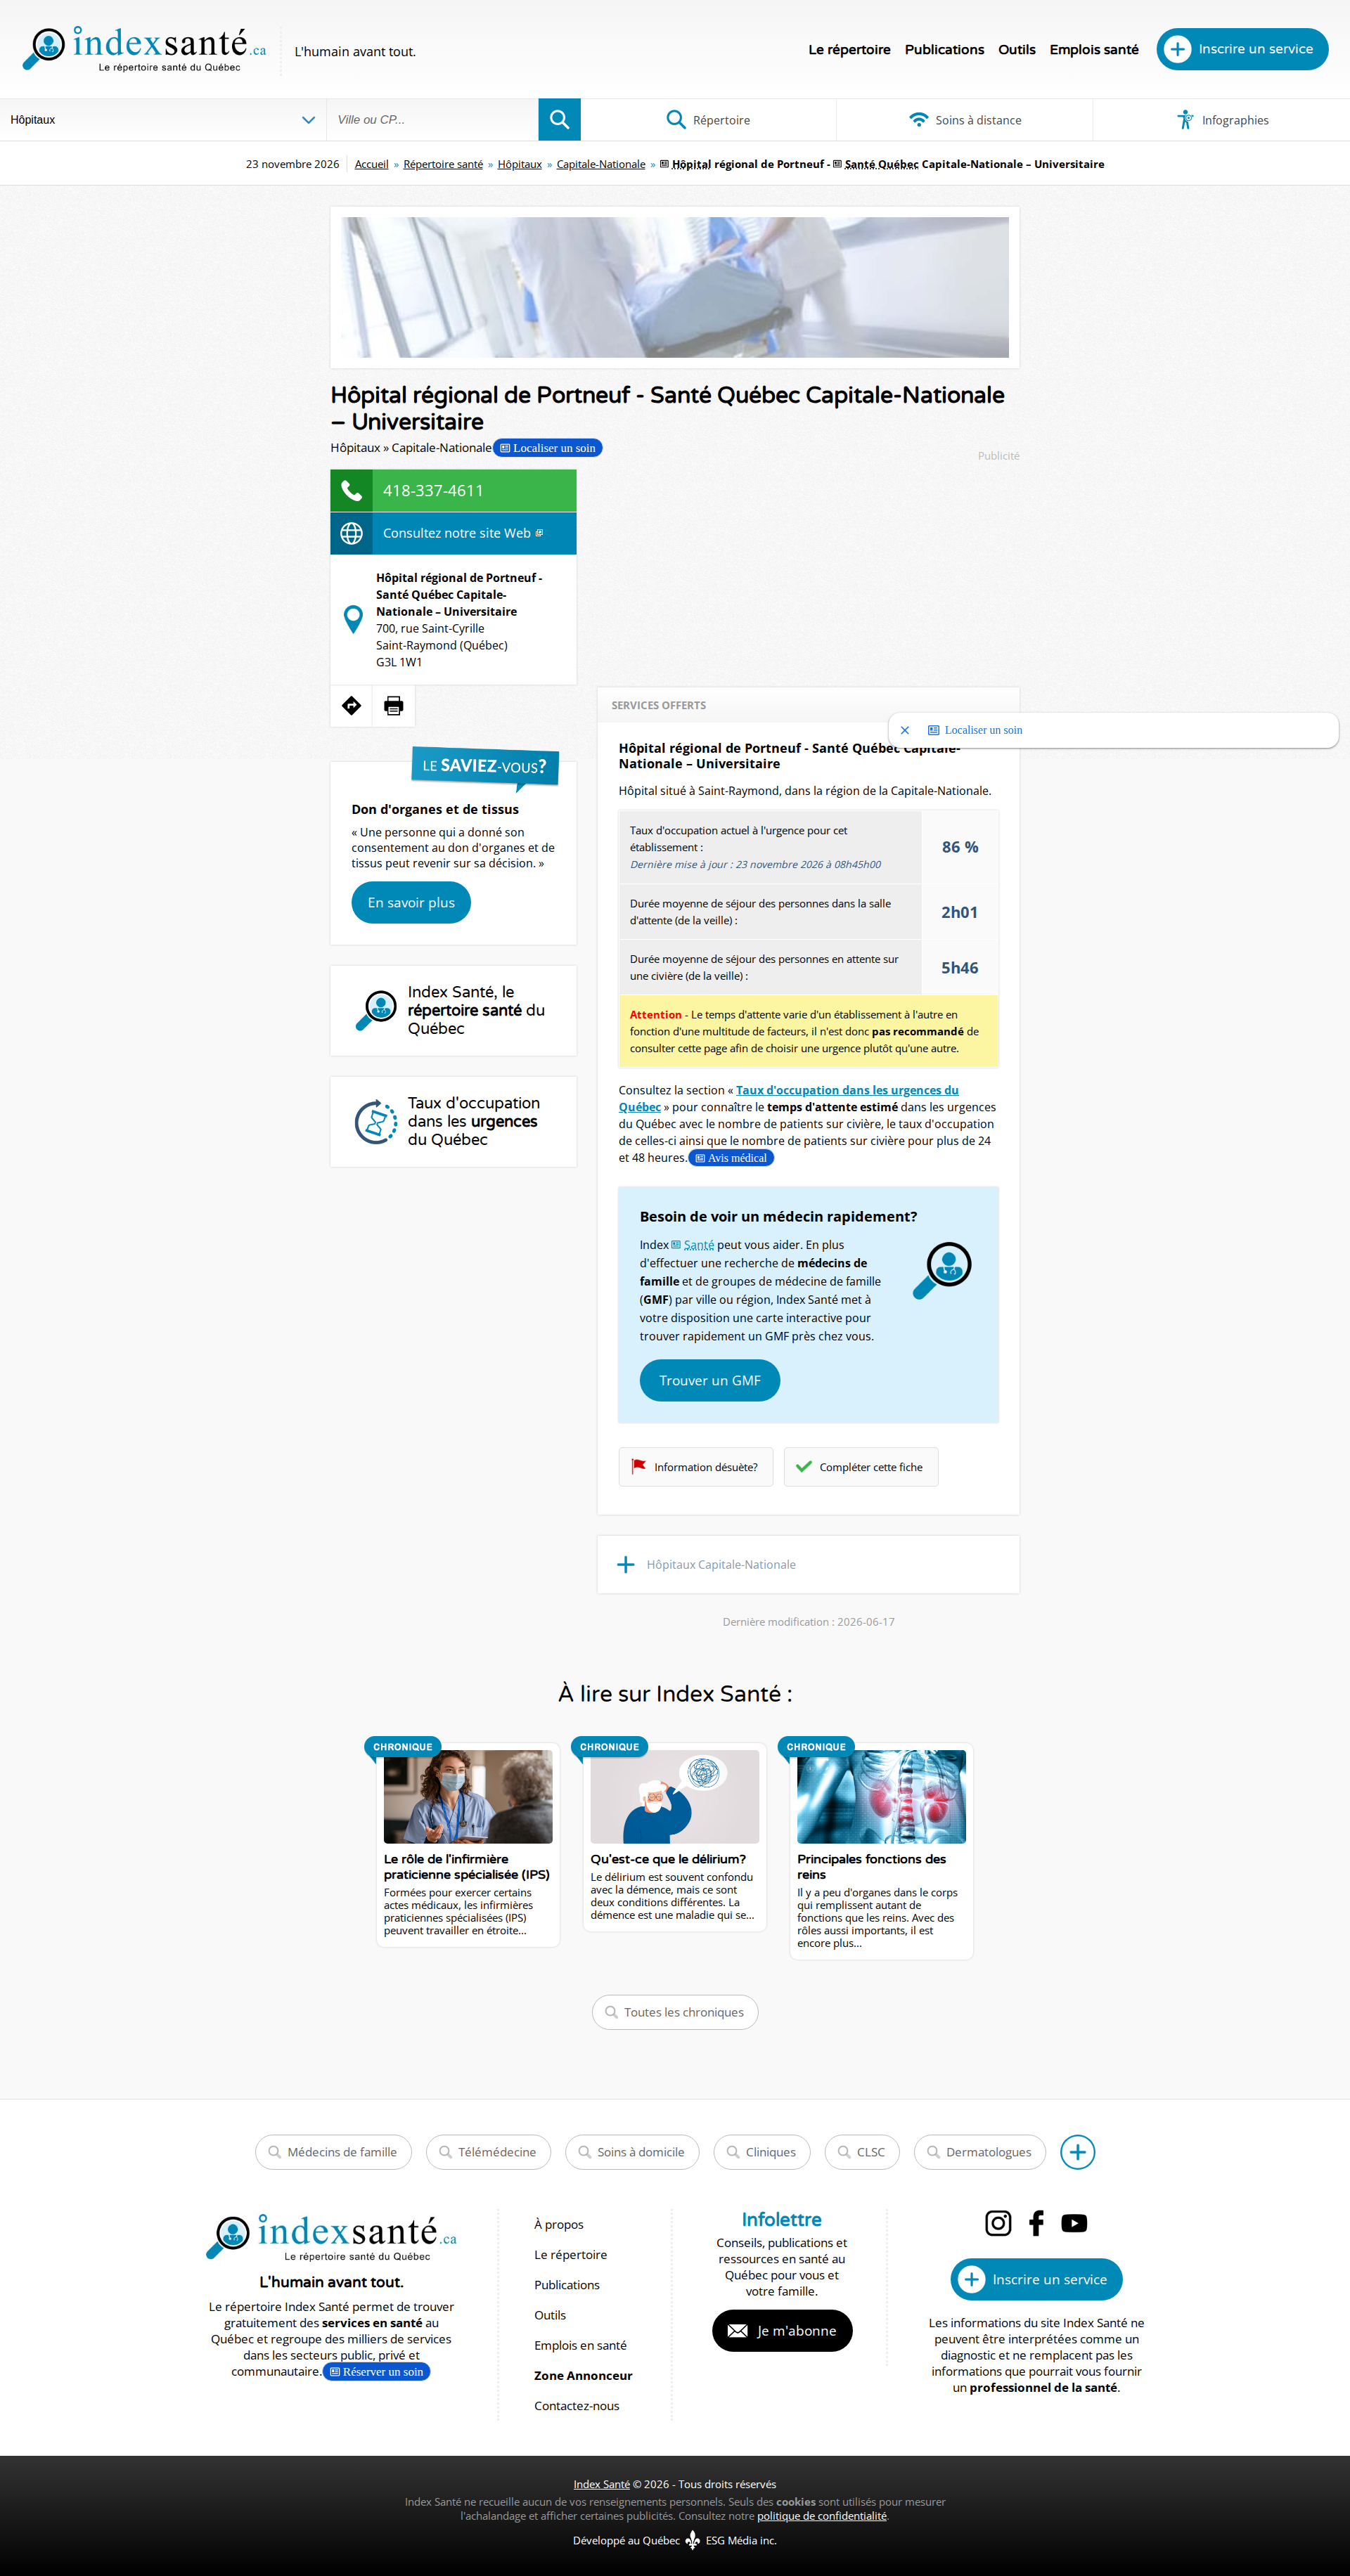 indexsanté.ca
Le répertoire santé du Québec
L'humain avant tout.
Le répertoire
Publications
Outils
Emplois santé
Inscrire un service
Hôpitaux
Ville ou CP...
Répertoire
Soins à distance
Infographies
23 novembre 2026
Accueil » Répertoire santé » Hôpitaux » Capitale-Nationale » Hôpital régional de Portneuf - Santé Québec Capitale-Nationale – Universitaire
Hôpital régional de Portneuf - Santé Québec Capitale-Nationale
– Universitaire
Hôpitaux » Capitale-Nationale Localiser un soin
Publicité
418-337-4611
Consultez notre site Web
Hôpital régional de Portneuf -
Santé Québec Capitale-
Nationale – Universitaire
700, rue Saint-Cyrille
Saint-Raymond (Québec)
G3L 1W1
LE SAVIEZ-VOUS?
Don d'organes et de tissus
« Une personne qui a donné son
consentement au don d'organes et de
tissus peut revenir sur sa décision. »
En savoir plus
Index Santé, le
répertoire santé du
Québec
Taux d'occupation
dans les urgences
du Québec
SERVICES OFFERTS
Localiser un soin
Hôpital régional de Portneuf - Santé Québec Capitale-
Nationale – Universitaire
Hôpital situé à Saint-Raymond, dans la région de la Capitale-Nationale.
Taux d'occupation actuel à l'urgence pour cet
établissement :
Dernière mise à jour : 23 novembre 2026 à 08h45h00
86 %
Durée moyenne de séjour des personnes dans la salle
d'attente (de la veille) :
2h01
Durée moyenne de séjour des personnes en attente sur
une civière (de la veille) :
5h46
Attention - Le temps d'attente varie d'un établissement à l'autre en
fonction d'une multitude de facteurs, il n'est donc pas recommandé de
consulter cette page afin de choisir une urgence plutôt qu'une autre.
Consultez la section « Taux d'occupation dans les urgences du
Québec » pour connaître le temps d'attente estimé dans les urgences
du Québec avec le nombre de patients sur civière, le taux d'occupation
de celles-ci ainsi que le nombre de patients sur civière pour plus de 24
et 48 heures. Avis médical
Besoin de voir un médecin rapidement?
Index Santé peut vous aider. En plus
d'effectuer une recherche de médecins de
famille et de groupes de médecine de famille
(GMF) par ville ou région, Index Santé met à
votre disposition une carte interactive pour
trouver rapidement un GMF près chez vous.
Trouver un GMF
Information désuète?
Compléter cette fiche
Hôpitaux Capitale-Nationale
Dernière modification : 2026-06-17
À lire sur Index Santé :
CHRONIQUE
Le rôle de l'infirmière
praticienne spécialisée (IPS)
Formées pour exercer certains
actes médicaux, les infirmières
praticiennes spécialisées (IPS)
peuvent travailler en étroite...
CHRONIQUE
Qu'est-ce que le délirium?
Le délirium est souvent confondu
avec la démence, mais ce sont
deux conditions différentes. La
démence est une maladie qui se...
CHRONIQUE
Principales fonctions des
reins
Il y a peu d'organes dans le corps
qui remplissent autant de
fonctions que les reins. Avec des
rôles aussi importants, il est
encore plus...
Toutes les chroniques
Médecins de famille
Télémédecine
Soins à domicile
Cliniques
CLSC
Dermatologues
indexsanté.ca
Le répertoire santé du Québec
L'humain avant tout.
Le répertoire Index Santé permet de trouver
gratuitement des services en santé au
Québec et regroupe des milliers de services
dans les secteurs public, privé et
communautaire. Réserver un soin
À propos
Le répertoire
Publications
Outils
Emplois en santé
Zone Annonceur
Contactez-nous
Infolettre
Conseils, publications et
ressources en santé au
Québec pour vous et
votre famille.
Je m'abonne
Inscrire un service
Les informations du site Index Santé ne
peuvent être interprétées comme un
diagnostic et ne remplacent pas les
informations que pourrait vous fournir
un professionnel de la santé.
Index Santé © 2026 - Tous droits réservés
Index Santé ne recueille aucun de vos renseignements personnels. Seuls des cookies sont utilisés pour mesurer
l'achalandage et afficher certaines publicités. Consultez notre politique de confidentialité.
Développé au Québec ESG Média inc.